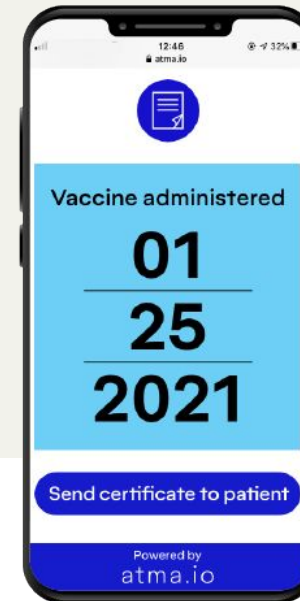 12:46
32%
atma.io
Vaccine administered
01
25
2021
Send certificate to patient
Powered by
atma.io